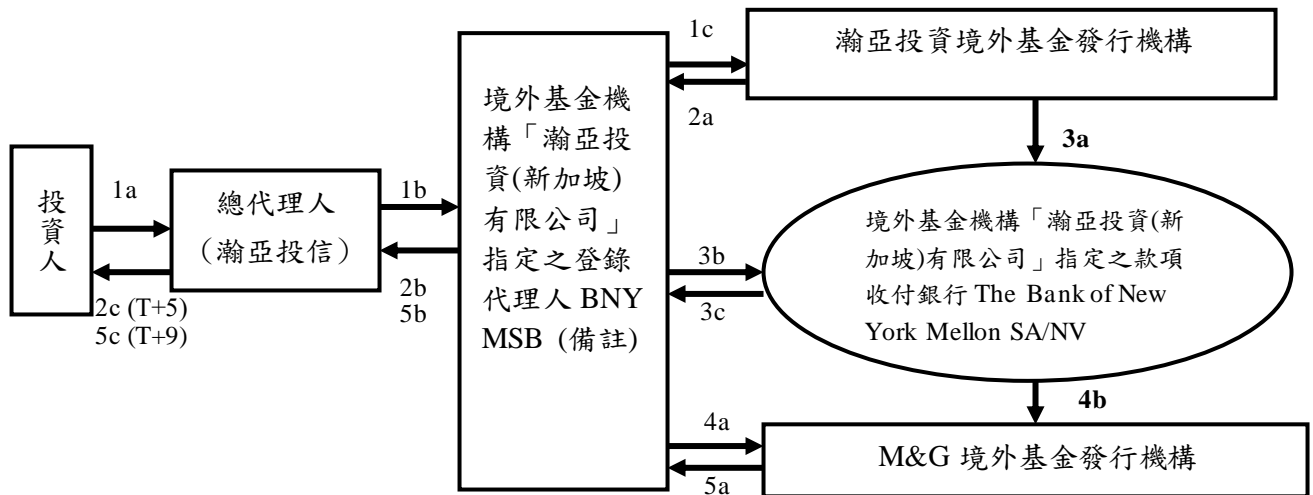 1c
瀚亞投資境外基金發行機構
2a
3a
境外基金機
構「瀚亞投
資(新加坡)
有限公司」
指定之登錄
代理人 BNY
MSB (備註)
投
資
人
1a
總代理人
（瀚亞投信）
1b
2c (T+5)
5c (T+9)
2b
5b
3b
3c
境外基金機構「瀚亞投資(新
加坡)有限公司」指定之款項
收付銀行 The Bank of New
York Mellon SA/NV
4b
4a
5a
M&G 境外基金發行機構